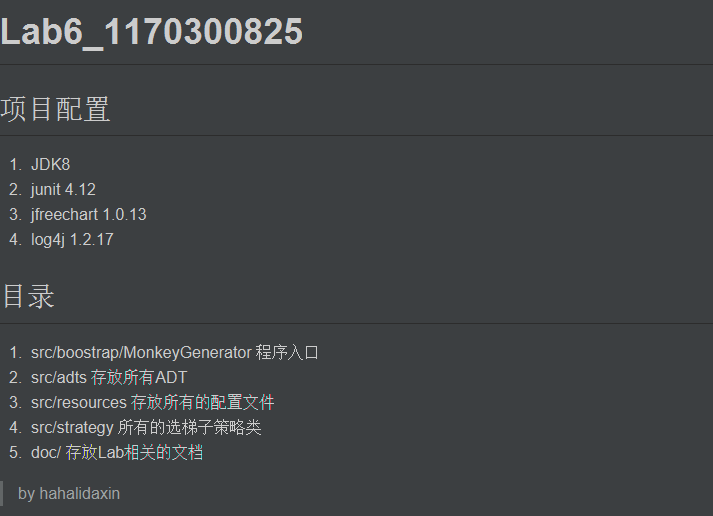 Lab6_1170300825
项目配置
1. JDK8
2. junit 4.12
3. jfreechart 1.0.13
4. log4j 1.2.17
目录
1. src/boostrap/MonkeyGenerator 程序入口
2. src/adts 存放所有ADT
3. src/resources 存放所有的配置文件
4. src/strategy 所有的选梯子策略类
5. doc/ 存放Lab相关的文档
by hahalidaxin